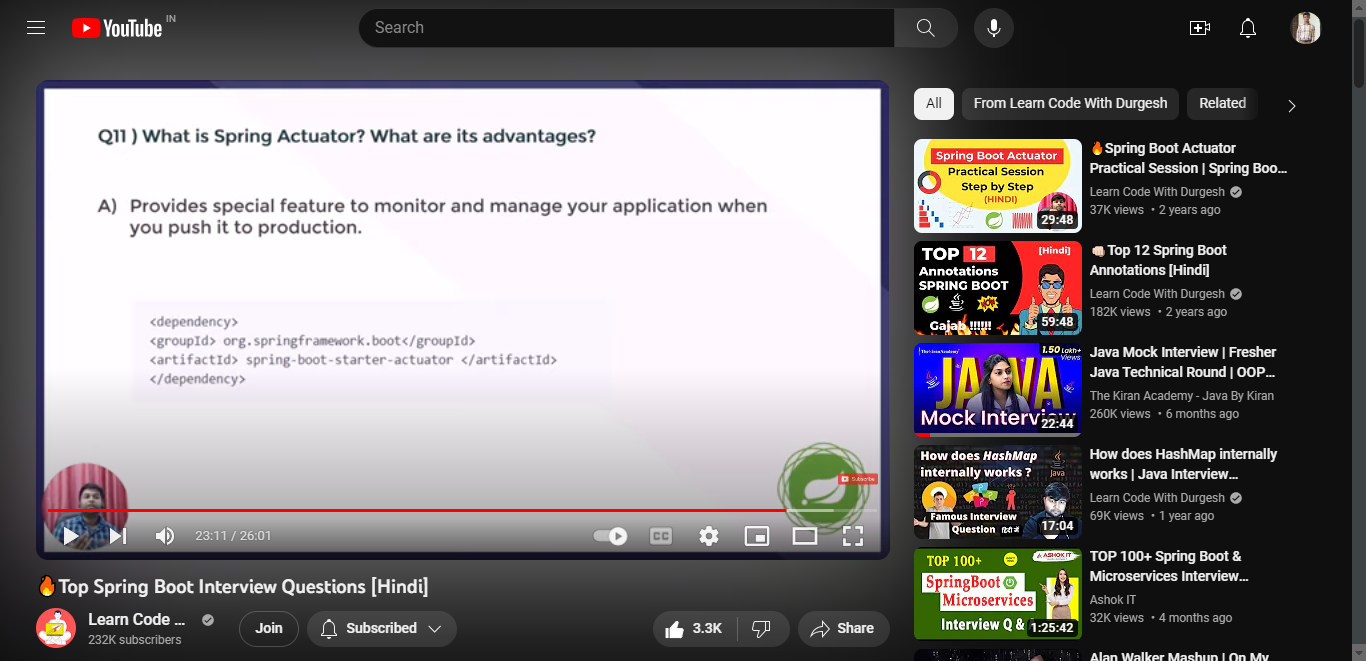 YouTube IN
Search
Q11 ) What is Spring Actuator? What are its advantages?
A) Provides special feature to monitor and manage your application when
you push it to production.
<dependency>
<groupId> org.springframework.boot</groupId>
<artifactId> spring-boot-starter-actuator </artifactId>
</dependency>
Subscribe
23:11 / 26:01
CC
🔥Top Spring Boot Interview Questions [Hindi]
Learn Code ...
232K subscribers
Join
Subscribed
3.3K
Share
All
From Learn Code With Durgesh
Related
Spring Boot Actuator
Practical Session
Step by Step
(HINDI)
29:48
🔥Spring Boot Actuator
Practical Session | Spring Boo...
Learn Code With Durgesh
37K views • 2 years ago
TOP 12
[Hindi]
Annotations
SPRING BOOT
Gajab !!!!!!
59:48
👊🏻Top 12 Spring Boot
Annotations [Hindi]
Learn Code With Durgesh
182K views • 2 years ago
1.50 Lakh+
Views
JAVA
Mock Interview
22:44
Java Mock Interview | Fresher
Java Technical Round | OOP...
The Kiran Academy - Java By Kiran
260K views • 6 months ago
How does HashMap
internally works ?
Java
Famous Interview
Question
17:04
How does HashMap internally
works | Java Interview...
Learn Code With Durgesh
69K views • 1 year ago
TOP 100+
ASHOK IT
SpringBoot
Microservices
Interview Q &
1:25:42
TOP 100+ Spring Boot &
Microservices Interview...
Ashok IT
32K views • 4 months ago
Alan Walker Mashup | On My